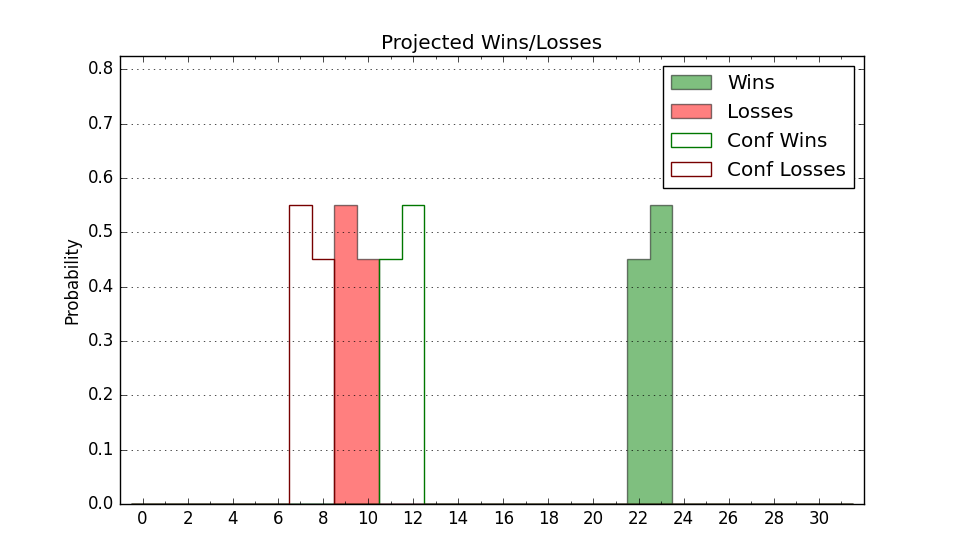 Projected Wins/Losses
0.8
0.7
0.6
0.5
0.4
0.3
0.2
0.1
0.0
Probability
Wins
Losses
Conf Wins
Conf Losses
0 2 4 6 8 10 12 14 16 18 20 22 24 26 28 30